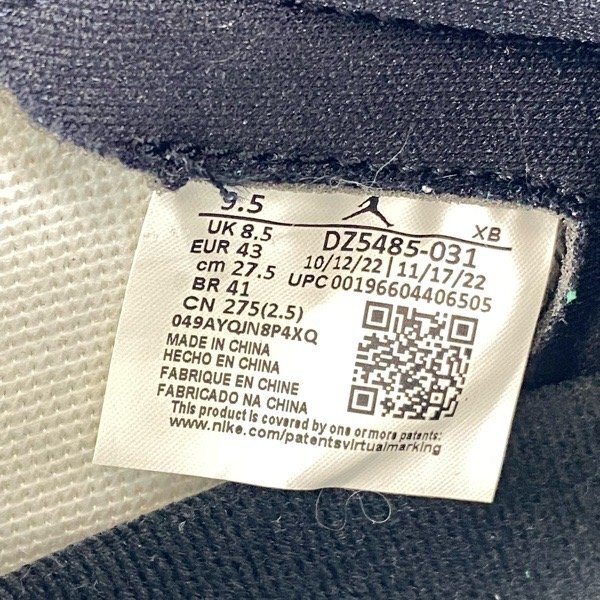 9.5
XB
UK 8.5
DZ5485-031
EUR 43
10/12/22 | 11/17/22
cm 27.5
UPC 00196604406505
BR 41
CN 275(2.5)
049AYQJN8P4XQ
MADE IN CHINA
HECHO EN CHINA
FABRIQUE EN CHINE
FABRICADO NA CHINA
This product is covered by one or more patents:
www.nike.com/patentsvirtualmarking